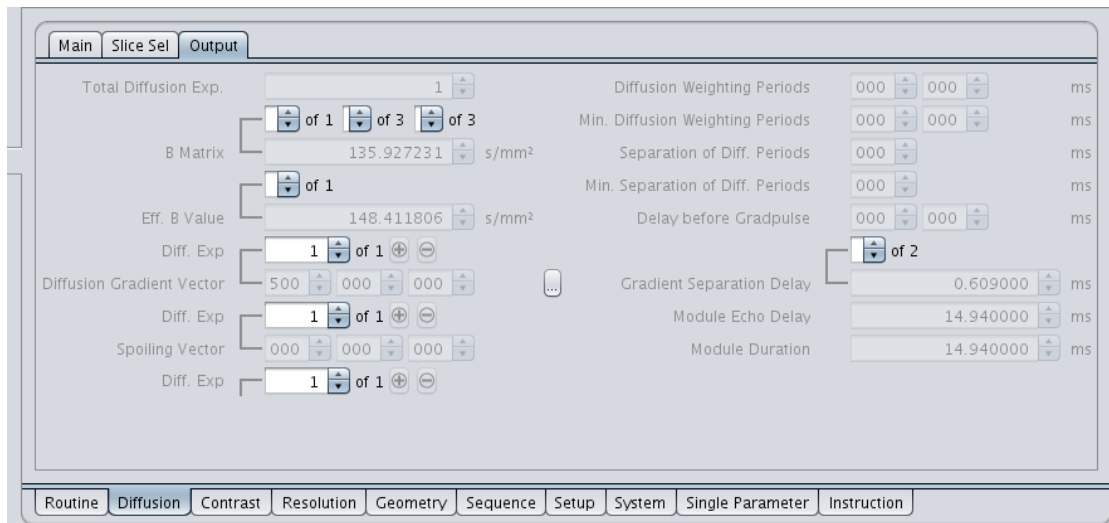 Main Slice Sel Output
Total Diffusion Exp. 1
of 1 of 3 of 3
B Matrix 135.927231 s/mm²
of 1
Eff. B Value 148.411806 s/mm²
Diff. Exp 1 of 1
Diffusion Gradient Vector 500 000 000 ...
Diff. Exp 1 of 1
Spoiling Vector 000 000 000
Diff. Exp 1 of 1
Diffusion Weighting Periods 000 000 ms
Min. Diffusion Weighting Periods 000 000 ms
Separation of Diff. Periods 000 ms
Min. Separation of Diff. Periods 000 ms
Delay before Gradpulse 000 000 ms
of 2
Gradient Separation Delay 0.609000 ms
Module Echo Delay 14.940000 ms
Module Duration 14.940000 ms
Routine Diffusion Contrast Resolution Geometry Sequence Setup System Single Parameter Instruction